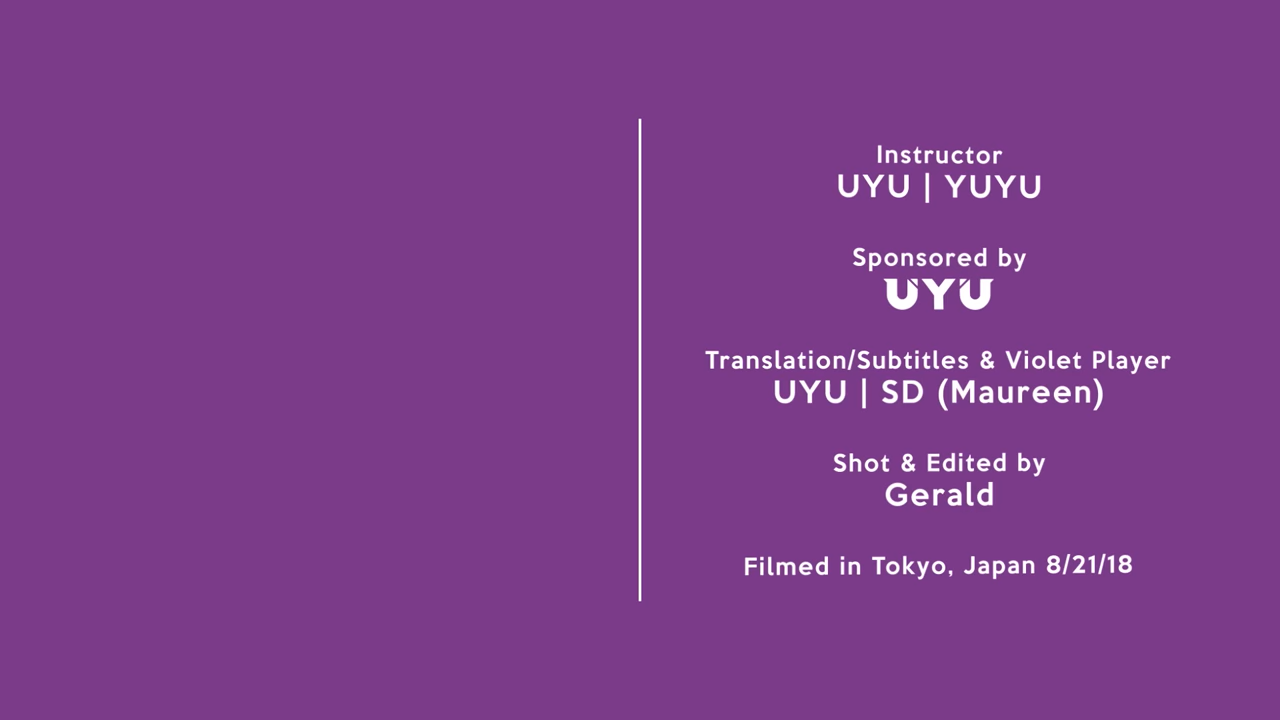 Instructor
UYU | YUYU
Sponsored by
UYU
Translation/Subtitles & Violet Player
UYU | SD (Maureen)
Shot & Edited by
Gerald
Filmed in Tokyo, Japan 8/21/18